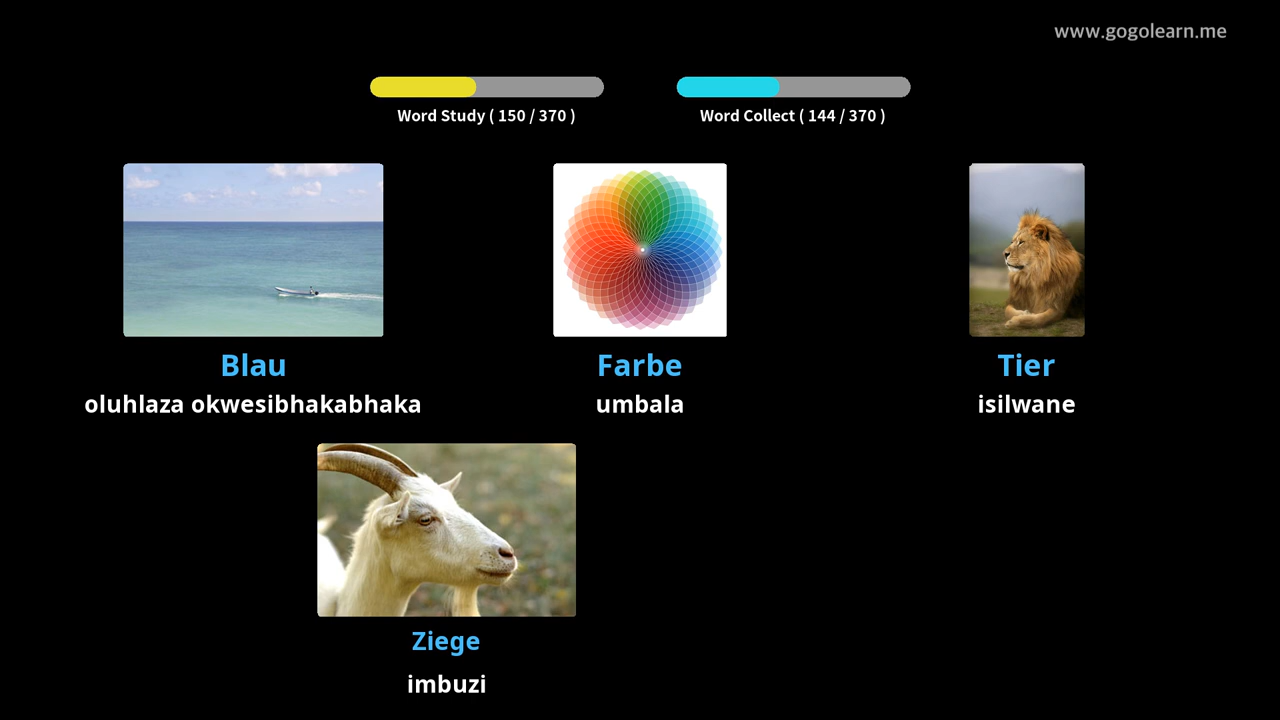 www.gogolearn.me
Word Study ( 150 / 370 )
Word Collect ( 144 / 370 )
Blau
oluhlaza okwesibhakabhaka
Farbe
umbala
Tier
isilwane
Ziege
imbuzi